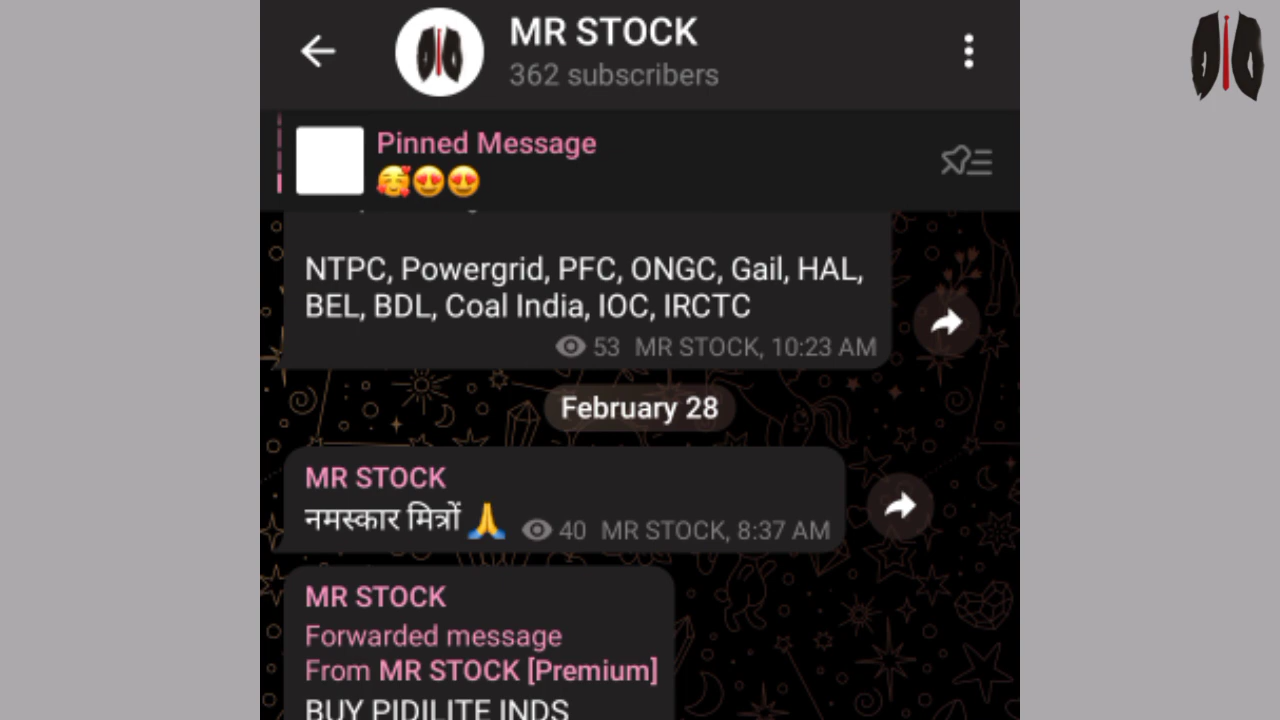 MR STOCK
362 subscribers
Pinned Message
🥰😍😍
NTPC, Powergrid, PFC, ONGC, Gail, HAL,
BEL, BDL, Coal India, IOC, IRCTC
53 MR STOCK, 10:23 AM
February 28
MR STOCK
नमस्कार मित्रों 🙏 40 MR STOCK, 8:37 AM
MR STOCK
Forwarded message
From MR STOCK [Premium]
BUY PIDILITE INDS